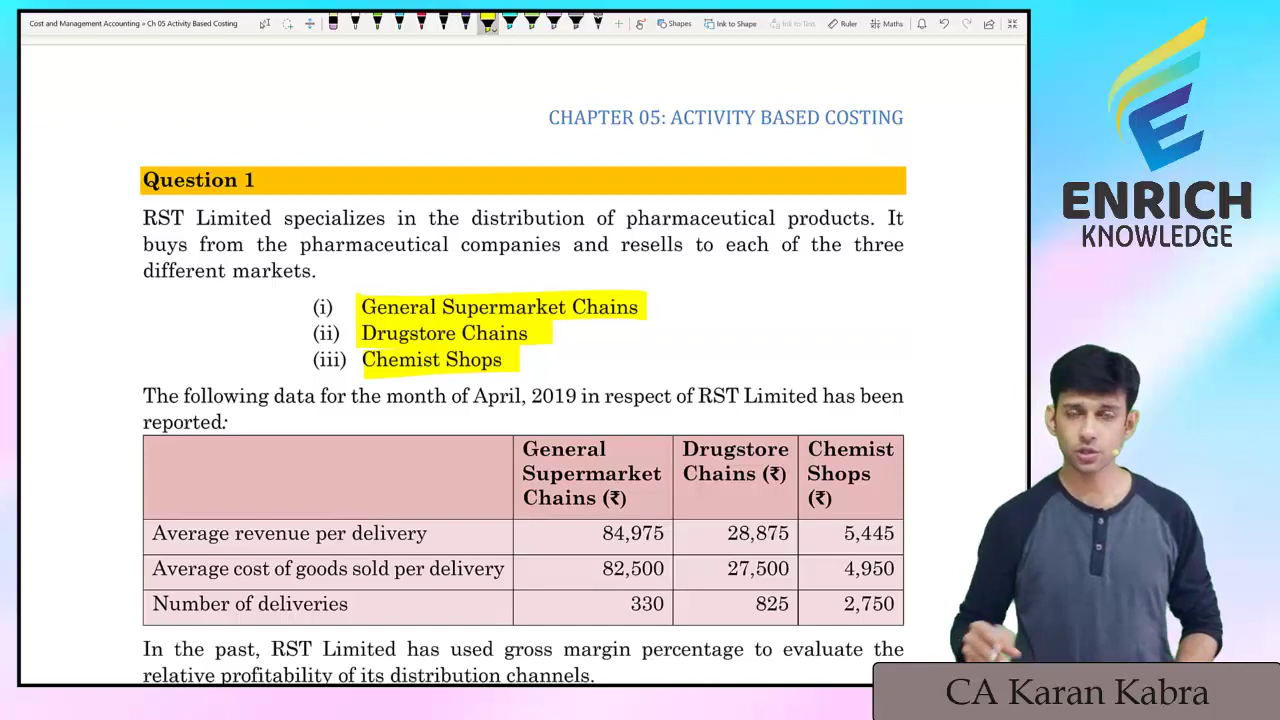 Cost and Management Accounting » Ch 05 Activity Based Costing
Shapes
Ink to Shape
Ink to Text
Ruler
Maths
CHAPTER 05: ACTIVITY BASED COSTING
Question 1
RST Limited specializes in the distribution of pharmaceutical products. It
buys from the pharmaceutical companies and resells to each of the three
different markets.
(i) General Supermarket Chains
(ii) Drugstore Chains
(iii) Chemist Shops
The following data for the month of April, 2019 in respect of RST Limited has been
reported:
General Supermarket Chains (₹) Drugstore Chains (₹) Chemist Shops (₹)
Average revenue per delivery 84,975 28,875 5,445
Average cost of goods sold per delivery 82,500 27,500 4,950
Number of deliveries 330 825 2,750
In the past, RST Limited has used gross margin percentage to evaluate the
relative profitability of its distribution channels.
ENRICH
KNOWLEDGE
CA Karan Kabra